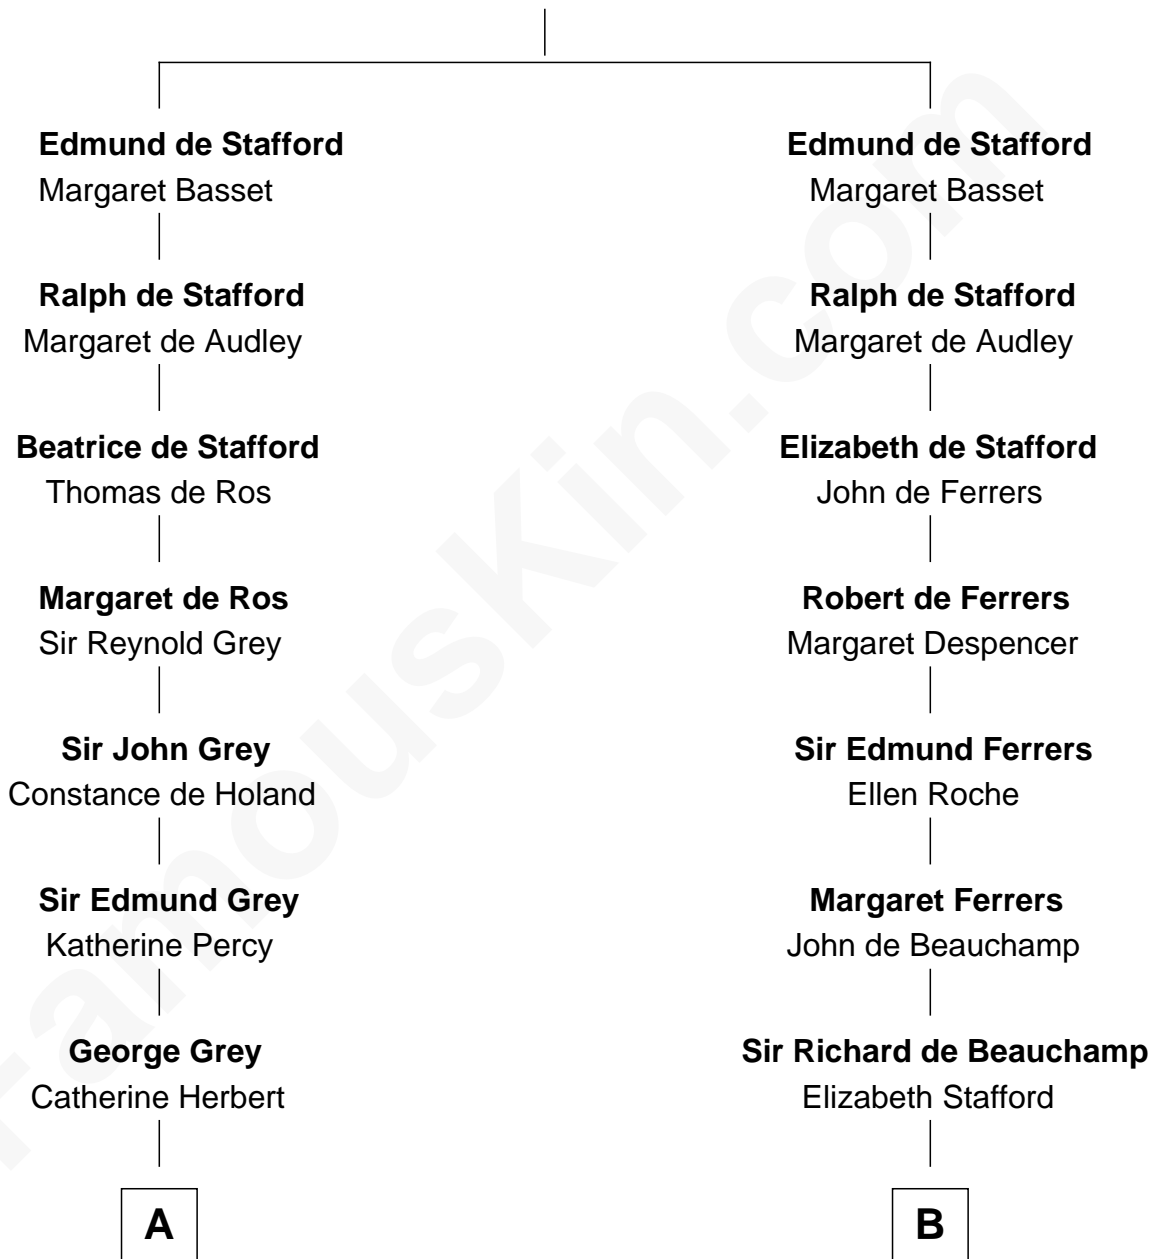 Edmund de Stafford
Margaret Basset
Ralph de Stafford
Margaret de Audley
Beatrice de Stafford
Thomas de Ros
Margaret de Ros
Sir Reynold Grey
Sir John Grey
Constance de Holand
Sir Edmund Grey
Katherine Percy
George Grey
Catherine Herbert
A
Edmund de Stafford
Margaret Basset
Ralph de Stafford
Margaret de Audley
Elizabeth de Stafford
John de Ferrers
Robert de Ferrers
Margaret Despencer
Sir Edmund Ferrers
Ellen Roche
Margaret Ferrers
John de Beauchamp
Sir Richard de Beauchamp
Elizabeth Stafford
B
FamousKin.com